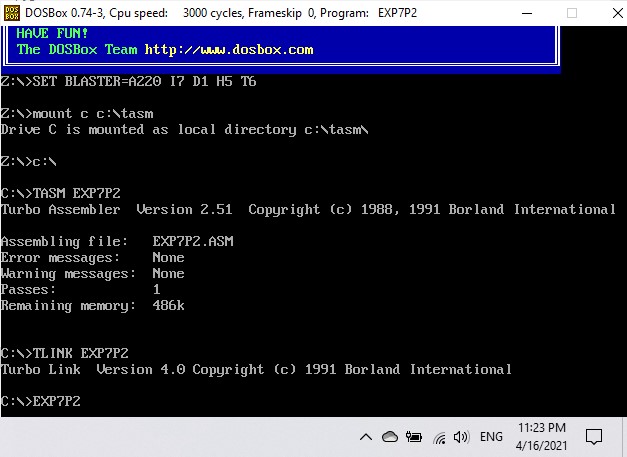 DOSBox 0.74-3, Cpu speed: 3000 cycles, Frameskip 0, Program: EXP7P2
HAVE FUN!
The DOSBox Team http://www.dosbox.com
Z:\>SET BLASTER=A220 I7 D1 H5 T6
Z:\>mount c c:\tasm
Drive C is mounted as local directory c:\tasm\
Z:\>c:\
C:\>TASM EXP7P2
Turbo Assembler Version 2.51 Copyright (c) 1988, 1991 Borland International
Assembling file: EXP7P2.ASM
Error messages: None
Warning messages: None
Passes: 1
Remaining memory: 486k
C:\>TLINK EXP7P2
Turbo Link Version 4.0 Copyright (c) 1991 Borland International
C:\>EXP7P2
ENG
11:23 PM
4/16/2021